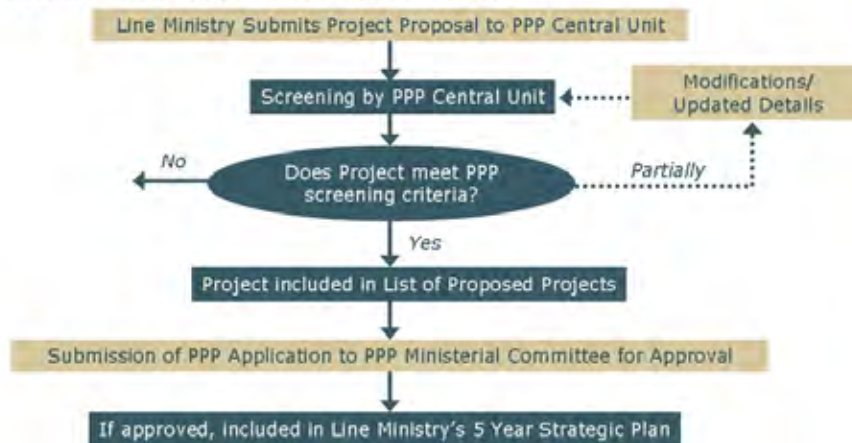 Line Ministry Submits Project Proposal to PPP Central Unit
Screening by PPP Central Unit
Modifications/
Updated Details
No
Does Project meet PPP
screening criteria?
Partially
Yes
Project included in List of Proposed Projects
Submission of PPP Application to PPP Ministerial Committee for Approval
If approved, included in Line Ministry's 5 Year Strategic Plan